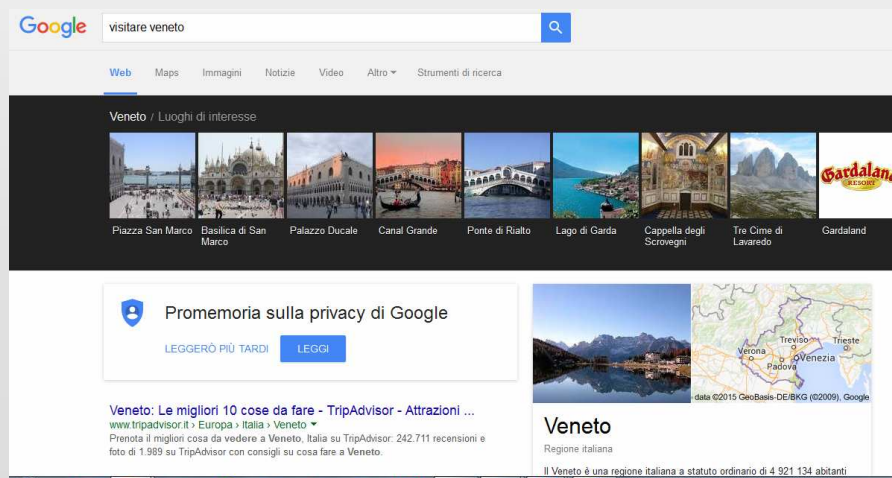 Google
visitare veneto
Web Maps Immagini Notizie Video Altro Strumenti di ricerca
Veneto / Luoghi di interesse
Piazza San Marco
Basilica di San
Marco
Palazzo Ducale
Canal Grande
Ponte di Rialto
Lago di Garda
Cappella degli
Scrovegni
Tre Cime di
Lavaredo
Gardaland
RESORT
Gardaland
Promemoria sulla privacy di Google
LEGGERÒ PIÙ TARDI LEGGI
Veneto: Le migliori 10 cose da fare - TripAdvisor - Attrazioni ...
www.tripadvisor.it › Europa › Italia › Veneto
Prenota il migliori cosa da vedere a Veneto, Italia su TripAdvisor: 242.711 recensioni e
foto di 1.989 su TripAdvisor con consigli su cosa fare a Veneto.
Treviso
Trieste
Verona
Venezia
Padova
data ©2015 GeoBasis-DE/BKG (©2009), Google
Veneto
Regione italiana
Il Veneto è una regione italiana a statuto ordinario di 4 921 134 abitanti